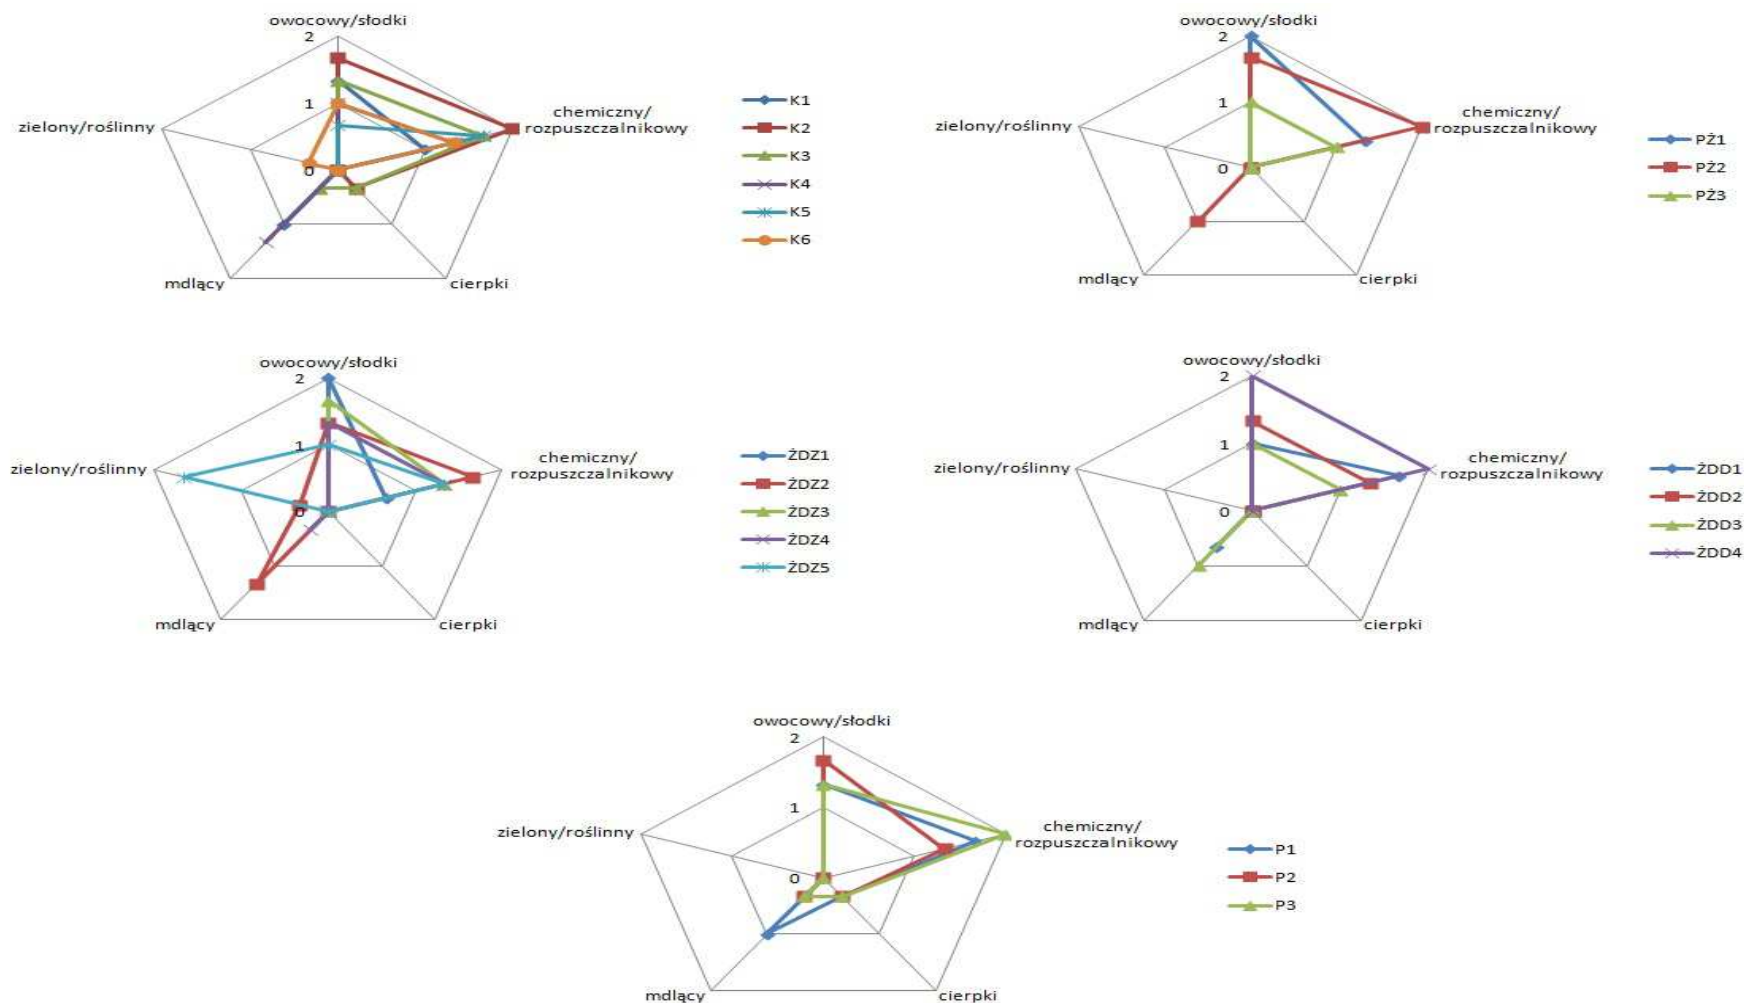 owocowy/słodki
2
1
0
chemiczny/
rozpuszczalnikowy
zielony/roślinny
mdlący
cierpki
K1
K2
K3
K4
K5
K6
owocowy/słodki
2
1
0
chemiczny/
rozpuszczalnikowy
zielony/roślinny
mdlący
cierpki
PŻ1
PŻ2
PŻ3
owocowy/słodki
2
1
0
chemiczny/
rozpuszczalnikowy
zielony/roślinny
mdlący
cierpki
ŻDZ1
ŻDZ2
ŻDZ3
ŻDZ4
ŻDZ5
owocowy/słodki
2
1
0
chemiczny/
rozpuszczalnikowy
zielony/roślinny
mdlący
cierpki
ŻDD1
ŻDD2
ŻDD3
ŻDD4
owocowy/słodki
2
1
0
chemiczny/
rozpuszczalnikowy
zielony/roślinny
mdlący
cierpki
P1
P2
P3